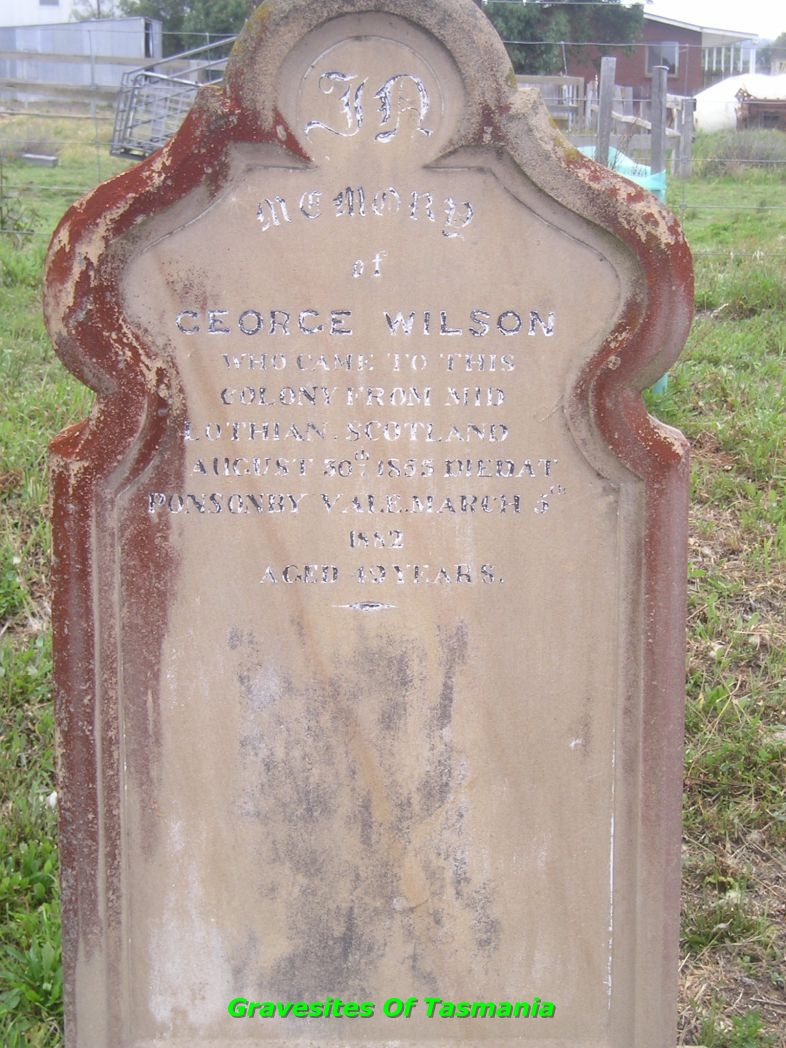 In
Memory
of
GEORGE WILSON
WHO CAME TO THIS
COLONY FROM MID
LOTHIAN. SCOTLAND
AUGUST 30th 1855 DIED AT
PONSONBY VALE. MARCH 5th
1882
AGED 49 YEARS.
Gravesites Of Tasmania